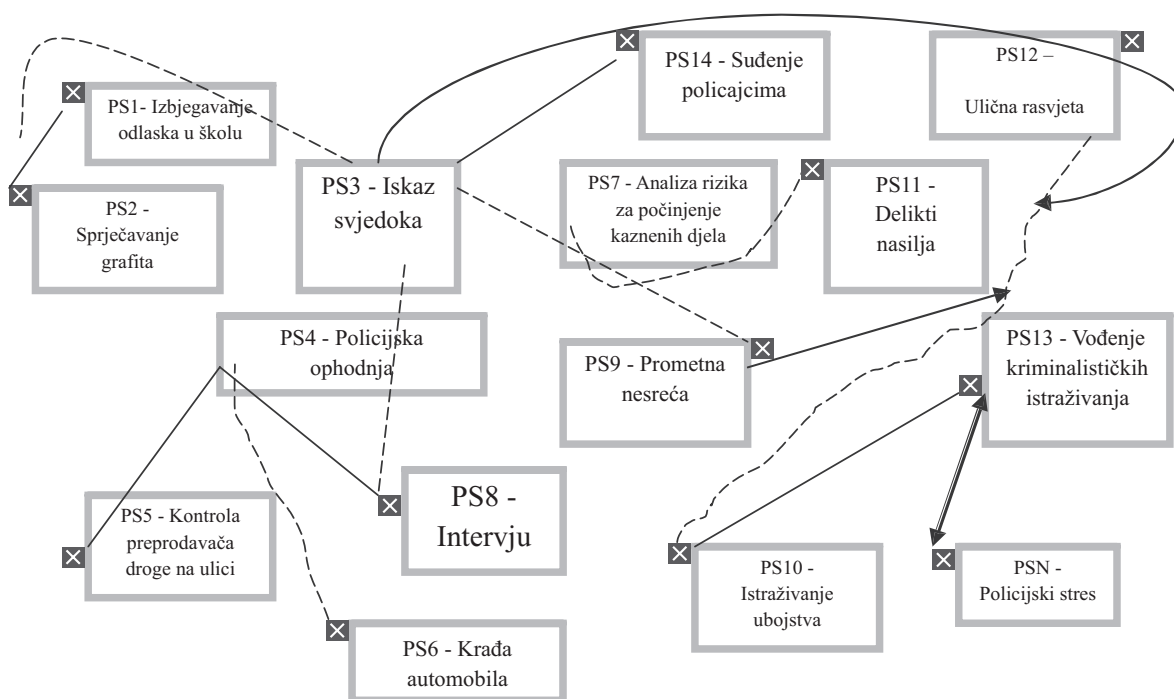 PS14 - Suđenje
policajcima
PS12 –
Ulična rasvjeta
PS1- Izbjegavanje
odlaska u školu
PS3 - Iskaz
svjedoka
PS7 - Analiza rizika
za počinjenje
kaznenih djela
PS11 -
Delikti
nasilja
PS2 -
Sprječavanje
grafita
PS4 - Policijska
ophodnja
PS9 - Prometna
nesreća
PS13 - Vođenje
kriminalističkih
istraživanja
PS5 - Kontrola
preprodavača
droge na ulici
PS8 -
Intervju
PS10 -
Istraživanje
ubojstva
PSN -
Policijski stres
PS6 - Krađa
automobila